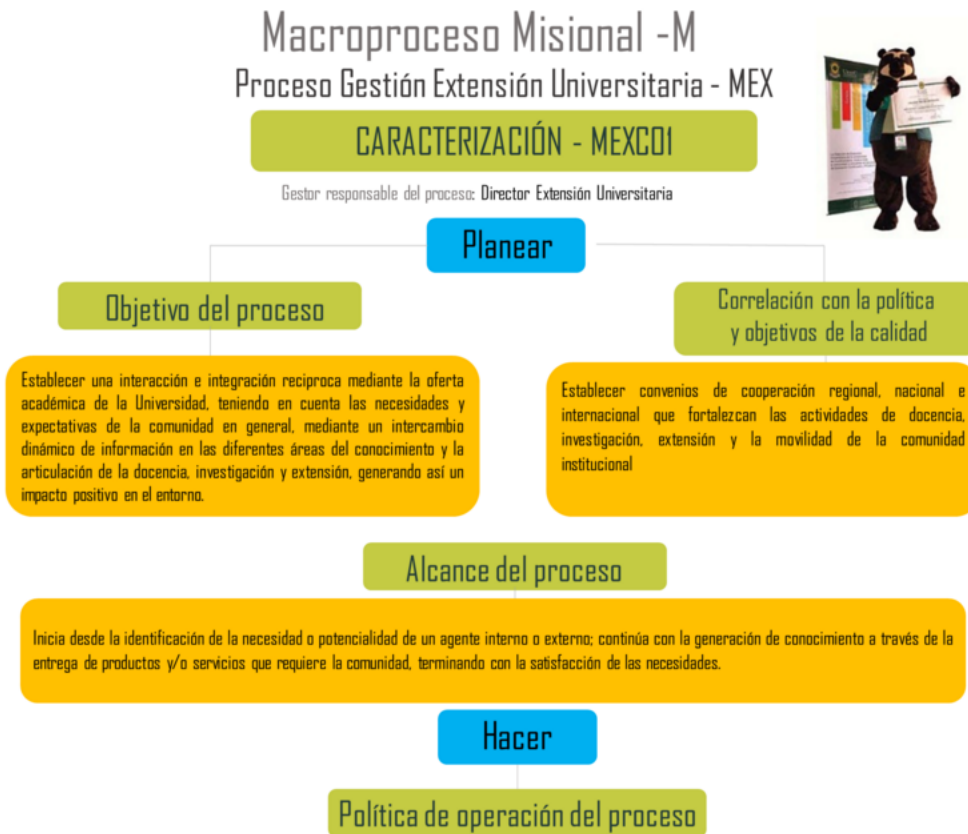 Macroproceso Misional -M
Proceso Gestión Extensión Universitaria - MEX
CARACTERIZACIÓN - MEXC01
Gestor responsable del proceso: Director Extensión Universitaria
Planear
Objetivo del proceso
Correlación con la política
y objetivos de la calidad
Establecer una interacción e integración reciproca mediante la oferta
académica de la Universidad, teniendo en cuenta las necesidades y
expectativas de la comunidad en general, mediante un intercambio
dinámico de información en las diferentes áreas del conocimiento y la
articulación de la docencia, investigación y extensión, generando así un
impacto positivo en el entorno.
Establecer convenios de cooperación regional, nacional e
internacional que fortalezcan las actividades de docencia,
investigación, extensión y la movilidad de la comunidad
institucional
Alcance del proceso
Inicia desde la identificación de la necesidad o potencialidad de un agente interno o externo; continúa con la generación de conocimiento a través de la
entrega de productos y/o servicios que requiere la comunidad, terminando con la satisfacción de las necesidades.
Hacer
Política de operación del proceso